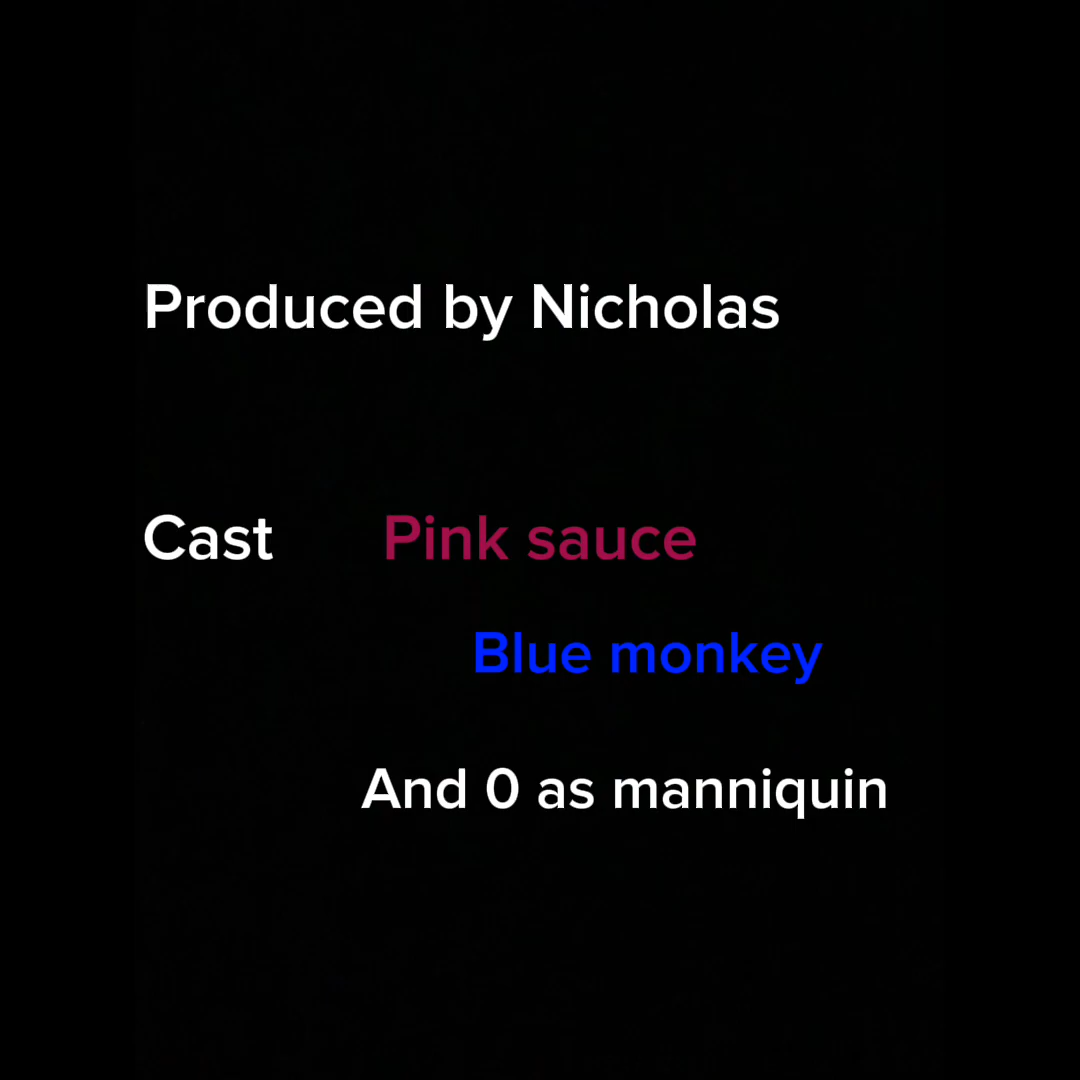 Produced by Nicholas
Cast Pink sauce
Blue monkey
And 0 as manniquin